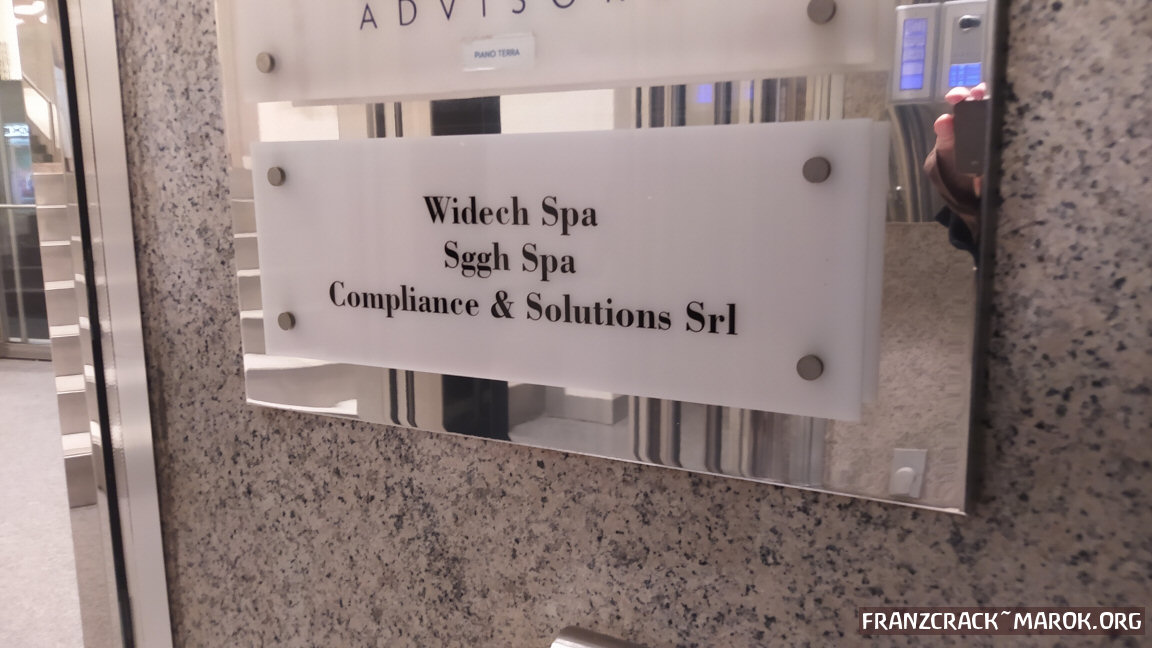 PIANO TERRA
Widech Spa
Sggh Spa
Compliance & Solutions Srl
FRANZCRACK~MAROK.ORG